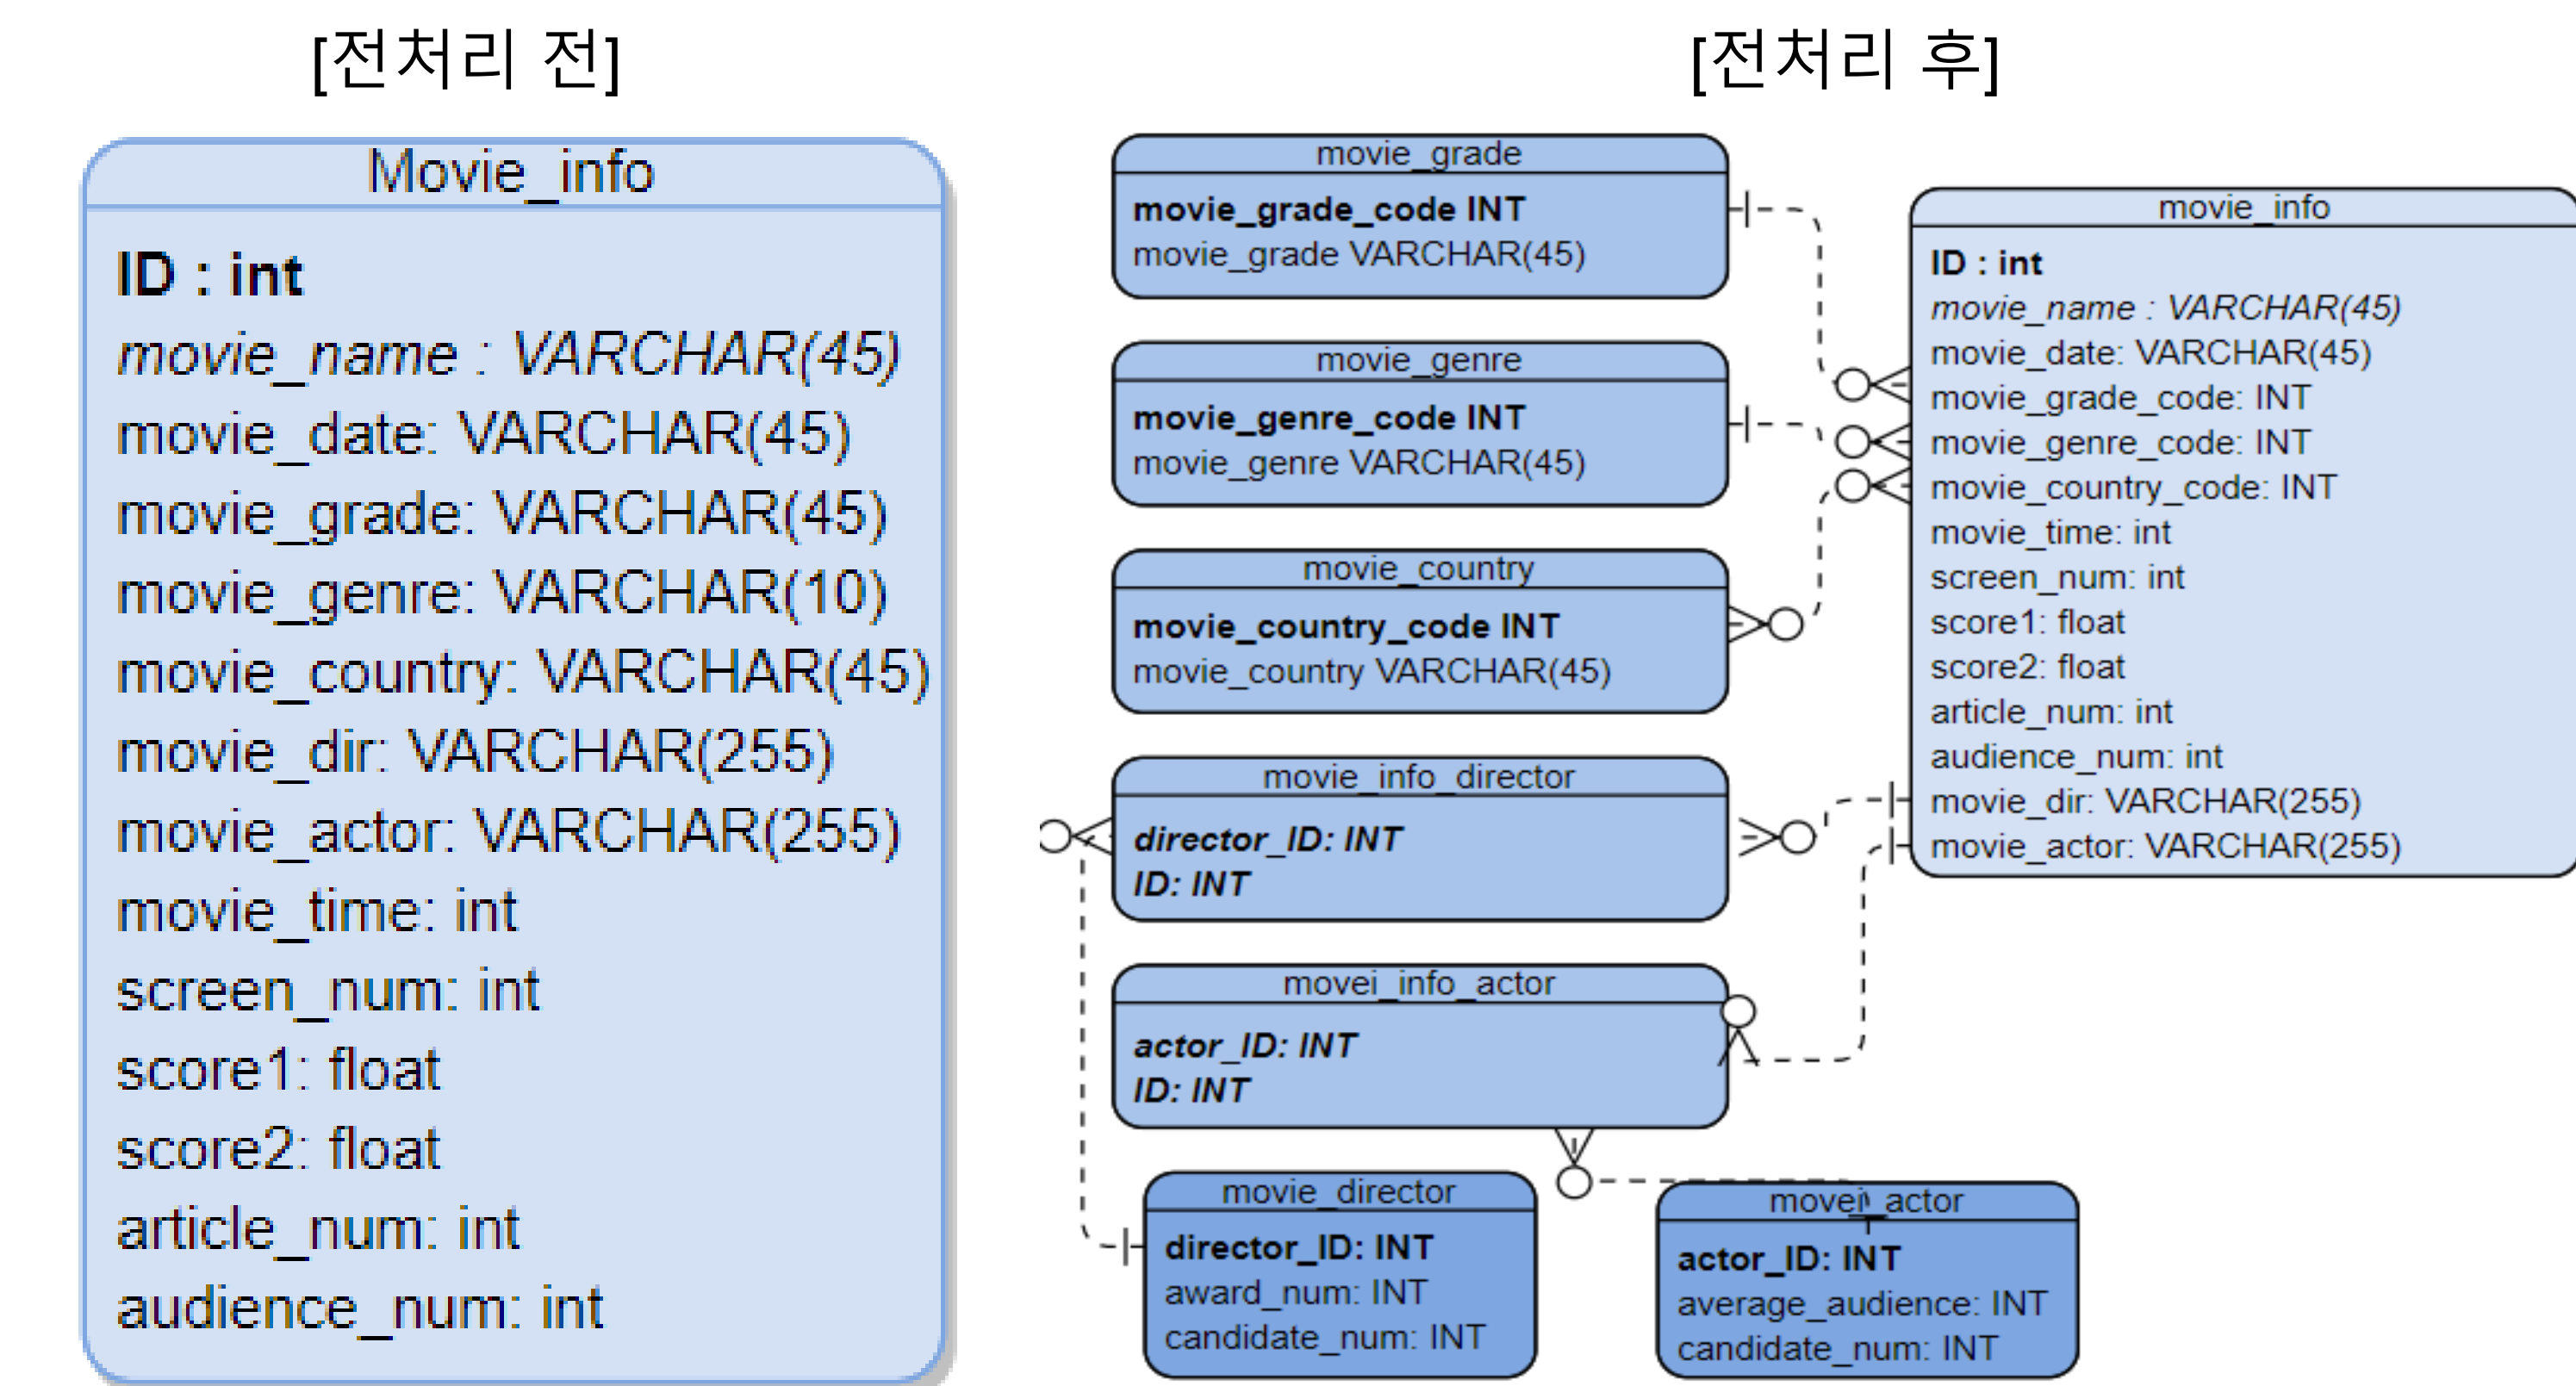 [전처리 전]
Movie_info
ID : int
movie_name : VARCHAR(45)
movie_date: VARCHAR(45)
movie_grade: VARCHAR(45)
movie_genre: VARCHAR(10)
movie_country: VARCHAR(45)
movie_dir: VARCHAR(255)
movie_actor: VARCHAR(255)
movie_time: int
screen_num: int
score1: float
score2: float
article_num: int
audience_num: int
[전처리 후]
movie_grade
movie_grade_code INT
movie_grade VARCHAR(45)
movie_genre
movie_genre_code INT
movie_genre VARCHAR(45)
movie_country
movie_country_code INT
movie_country VARCHAR(45)
movie_info_director
director_ID: INT
ID: INT
movei_info_actor
actor_ID: INT
ID: INT
movie_director
director_ID: INT
award_num: INT
candidate_num: INT
movei_actor
actor_ID: INT
average_audience: INT
candidate_num: INT
movie_info
ID : int
movie_name : VARCHAR(45)
movie_date: VARCHAR(45)
movie_grade_code: INT
movie_genre_code: INT
movie_country_code: INT
movie_time: int
screen_num: int
score1: float
score2: float
article_num: int
audience_num: int
movie_dir: VARCHAR(255)
movie_actor: VARCHAR(255)